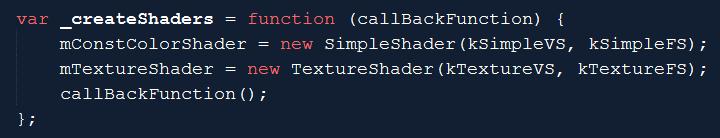 var _createShaders = function (callBackFunction) {
    mConstColorShader = new SimpleShader(kSimpleVS, kSimpleFS);
    mTextureShader = new TextureShader(kTextureVS, kTextureFS);
    callBackFunction();
};